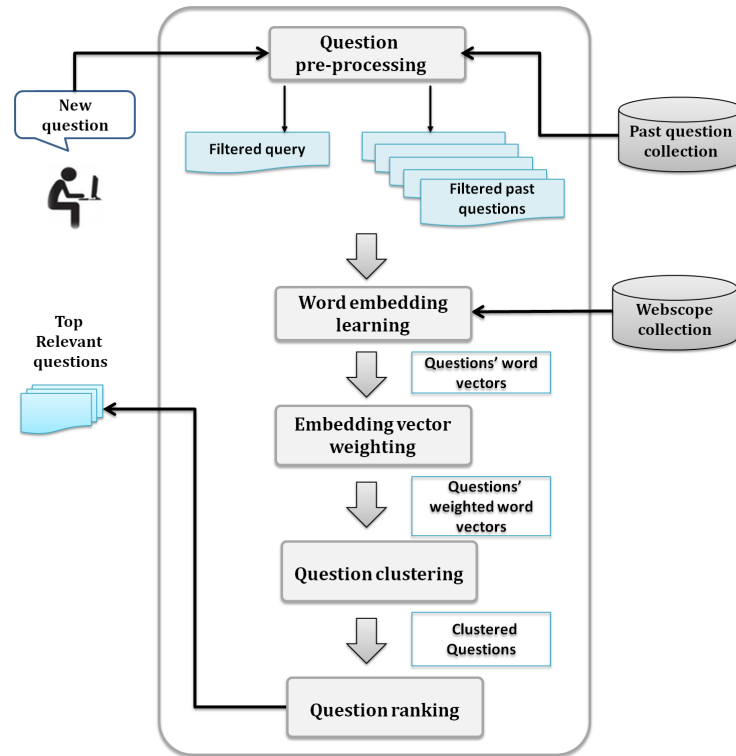 Question
pre-processing
New
question
Past question
collection
Filtered query
Filtered past
questions
Word embedding
learning
Webscope
collection
Top
Relevant
questions
Questions’ word
vectors
Embedding vector
weighting
Questions’
weighted word
vectors
Question clustering
Clustered
Questions
Question ranking